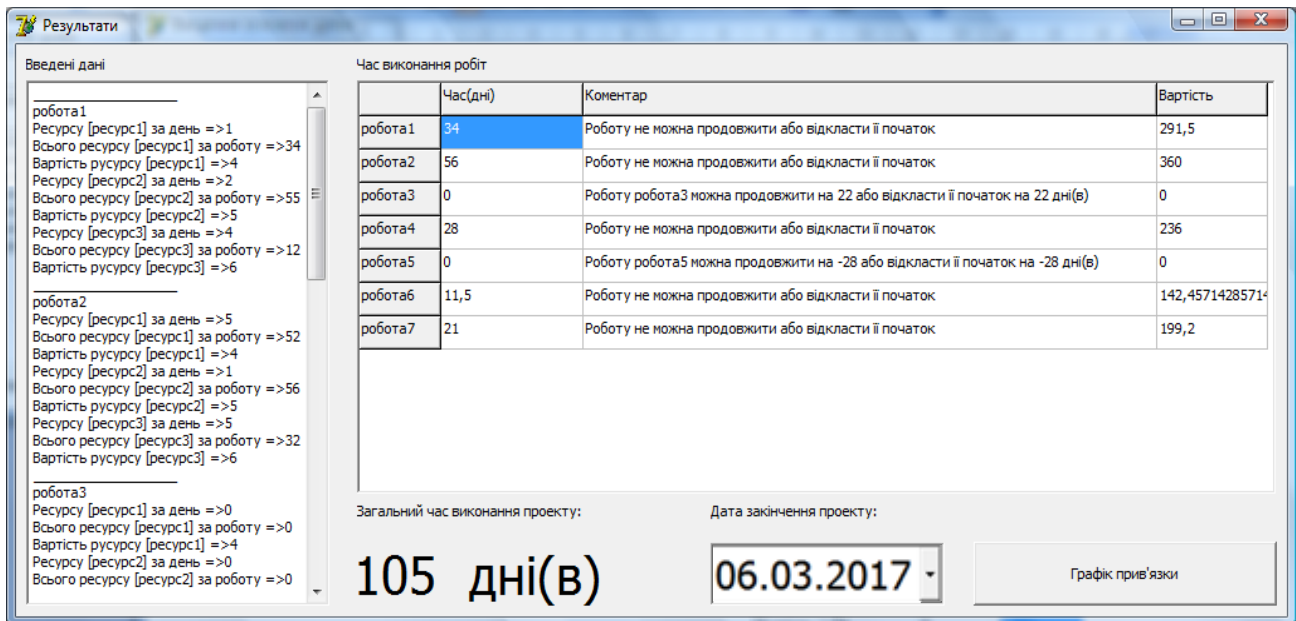 Результати
Введені дані
робота1
Ресурсу [ресурс1] за день =>1
Всього ресурсу [ресурс1] за роботу =>34
Вартість русурсу [ресурс1] =>4
Ресурсу [ресурс2] за день =>2
Всього ресурсу [ресурс2] за роботу =>55
Вартість русурсу [ресурс2] =>5
Ресурсу [ресурс3] за день =>4
Всього ресурсу [ресурс3] за роботу =>12
Вартість русурсу [ресурс3] =>6
робота2
Ресурсу [ресурс1] за день =>5
Всього ресурсу [ресурс1] за роботу =>52
Вартість русурсу [ресурс1] =>4
Ресурсу [ресурс2] за день =>1
Всього ресурсу [ресурс2] за роботу =>56
Вартість русурсу [ресурс2] =>5
Ресурсу [ресурс3] за день =>5
Всього ресурсу [ресурс3] за роботу =>32
Вартість русурсу [ресурс3] =>6
робота3
Ресурсу [ресурс1] за день =>0
Всього ресурсу [ресурс1] за роботу =>0
Вартість русурсу [ресурс1] =>4
Ресурсу [ресурс2] за день =>0
Всього ресурсу [ресурс2] за роботу =>0
Час виконання робіт
Час(дні) Коментар Вартість
робота1 34 Роботу не можна продовжити або відкласти її початок 291,5
робота2 56 Роботу не можна продовжити або відкласти її початок 360
робота3 0 Роботу робота3 можна продовжити на 22 або відкласти її початок на 22 дні(в) 0
робота4 28 Роботу не можна продовжити або відкласти її початок 236
робота5 0 Роботу робота5 можна продовжити на -28 або відкласти її початок на -28 дні(в) 0
робота6 11,5 Роботу не можна продовжити або відкласти її початок 142,4571428571
робота7 21 Роботу не можна продовжити або відкласти її початок 199,2
Загальний час виконання проекту:
105 дні(в)
Дата закінчення проекту:
06.03.2017
Графік прив'язки